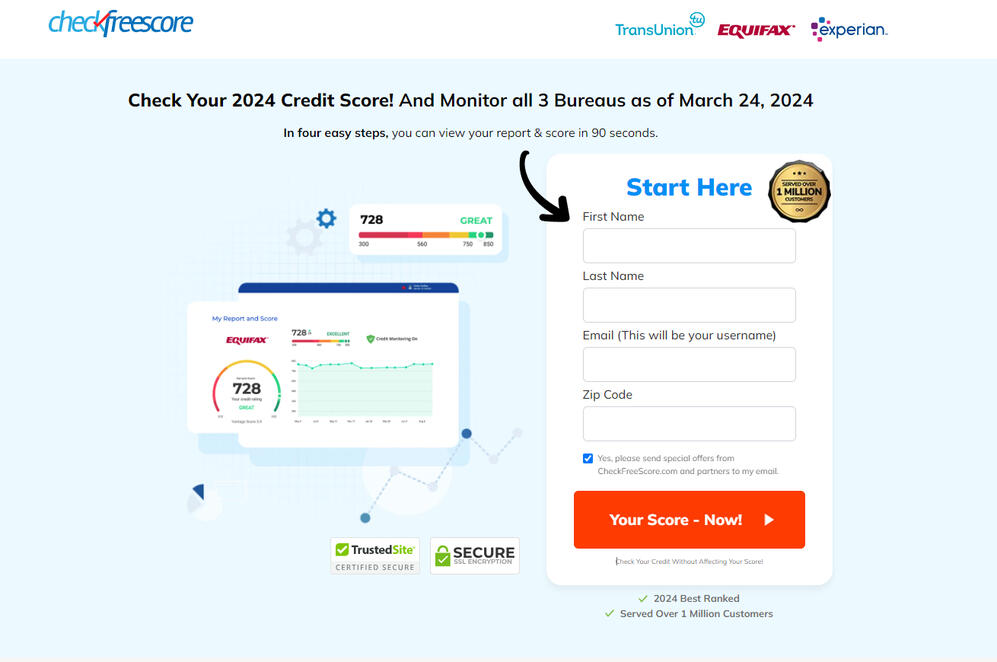 checkfreescore
TransUnion
tu
EQUIFAX
experian.
Check Your 2024 Credit Score! And Monitor all 3 Bureaus as of March 24, 2024
In four easy steps, you can view your report & score in 90 seconds.
728 GREAT
300 560 750 850
My Report and Score
EQUIFAX
728 EXCELLENT
Credit Monitoring On
728
Your credit rating
GREAT
Start Here
SERVED OVER
1 MILLION
CUSTOMERS
First Name
Last Name
Email (This will be your username)
Zip Code
Yes, please send special offers from
CheckFreeScore.com and partners to my email.
Your Score - Now!
Check Your Credit Without Affecting Your Score!
TrustedSite
CERTIFIED SECURE
SECURE
SSL ENCRYPTION
2024 Best Ranked
Served Over 1 Million Customers